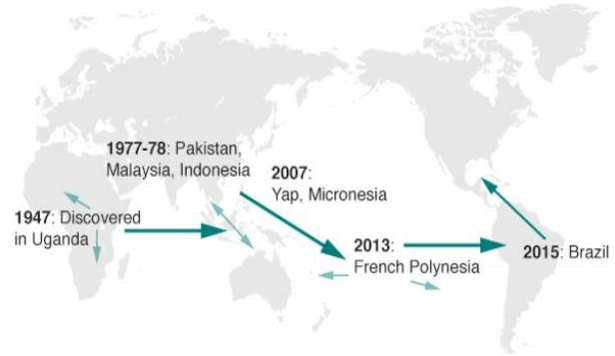 1977-78: Pakistan,
Malaysia, Indonesia
2007:
Yap, Micronesia
1947: Discovered
in Uganda
2013:
French Polynesia
2015: Brazil